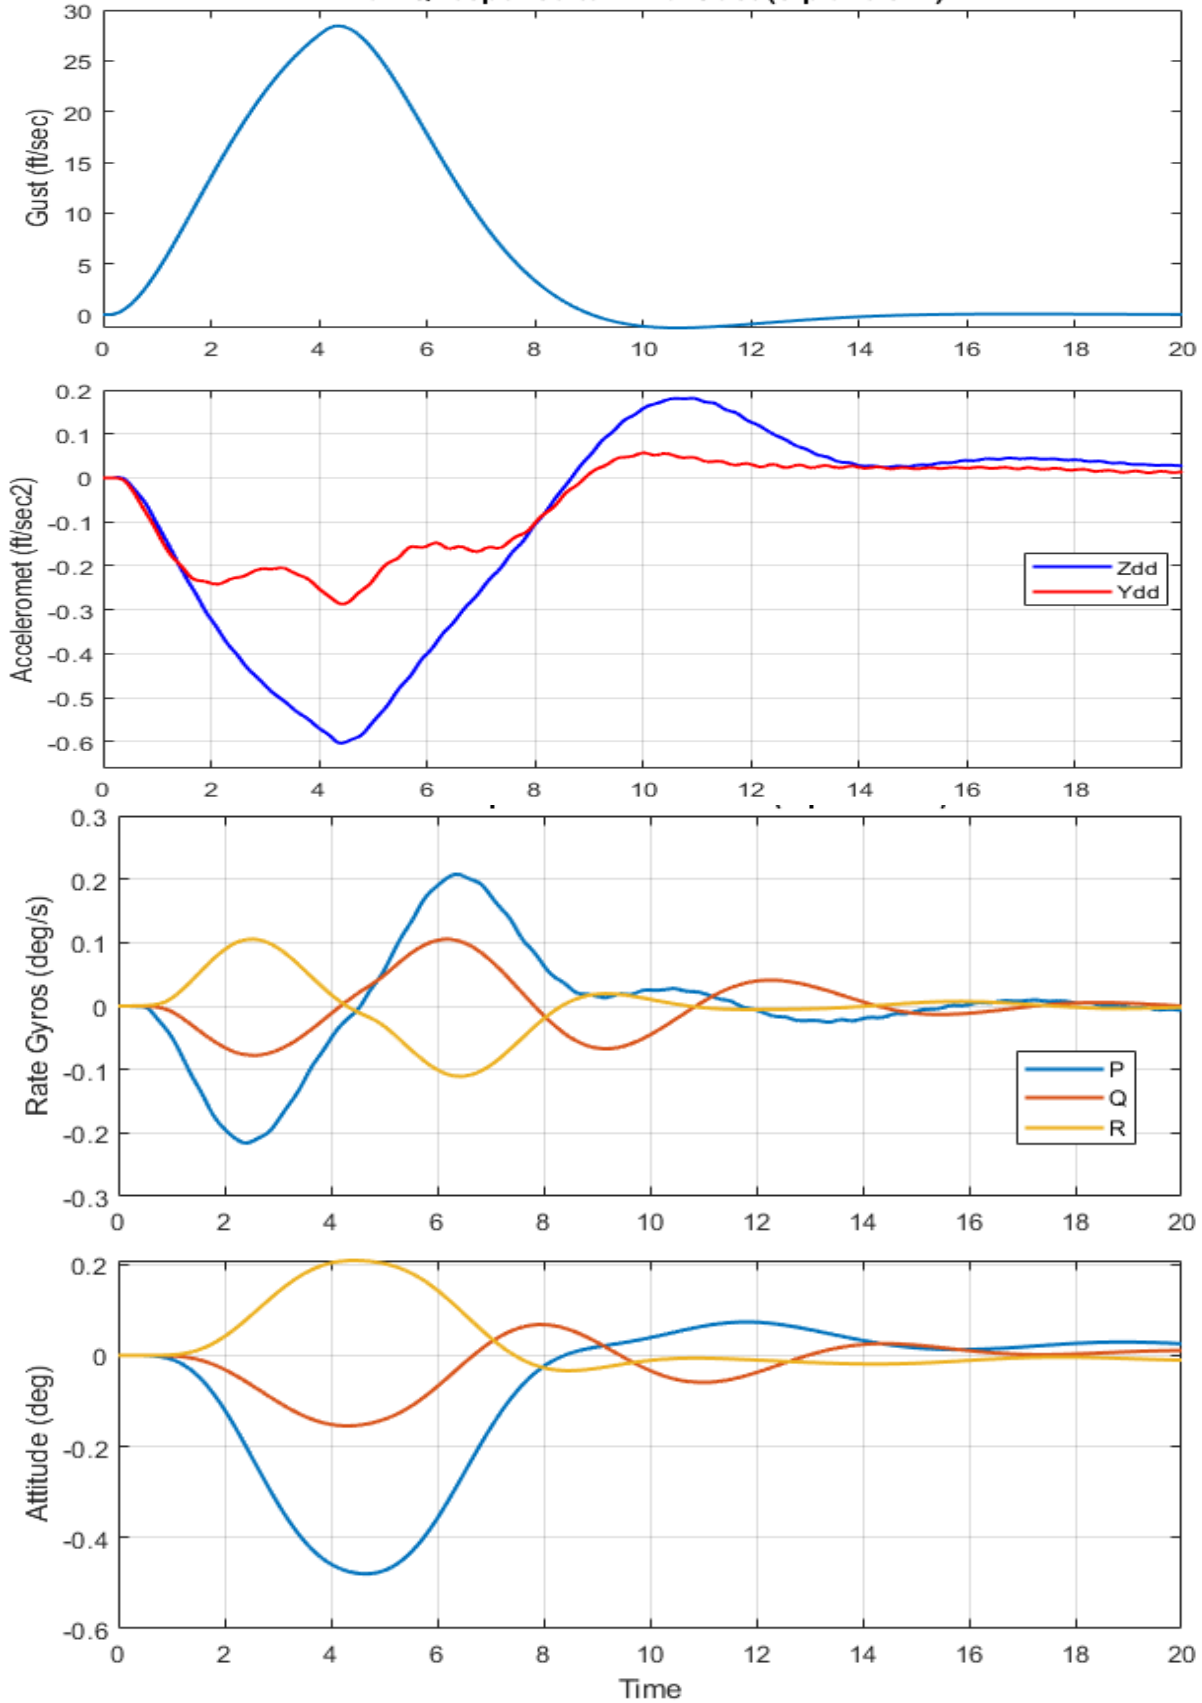 30
25
20
15
10
5
0
Gust (ft/sec)
0 2 4 6 8 10 12 14 16 18 20
0.2
0.1
0
-0.1
-0.2
-0.3
-0.4
-0.5
-0.6
Acceleromet (ft/sec2)
Zdd
Ydd
0 2 4 6 8 10 12 14 16 18
0.3
0.2
0.1
0
-0.1
-0.2
-0.3
Rate Gyros (deg/s)
P
Q
R
0 2 4 6 8 10 12 14 16 18 20
0.2
0
-0.2
-0.4
-0.6
Attitude (deg)
0 2 4 6 8 10 12 14 16 18 20
Time